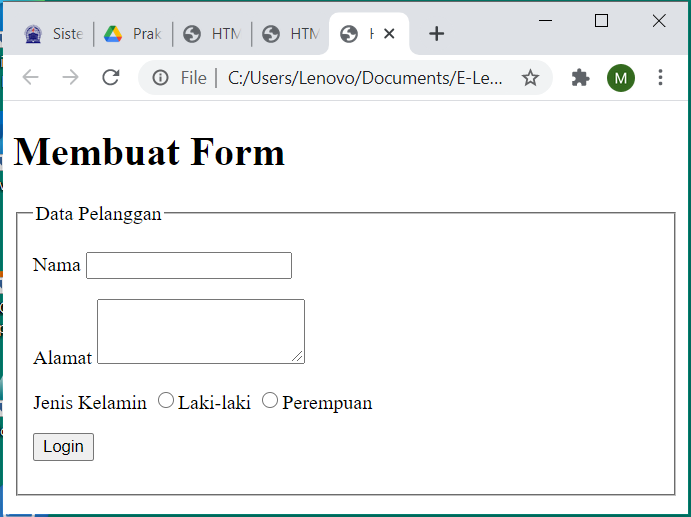 Siste
Prak
HTM
HTM
H
File
C:/Users/Lenovo/Documents/E-Le...
M
Membuat Form
Data Pelanggan
Nama
Alamat
Jenis Kelamin Laki-laki Perempuan
Login